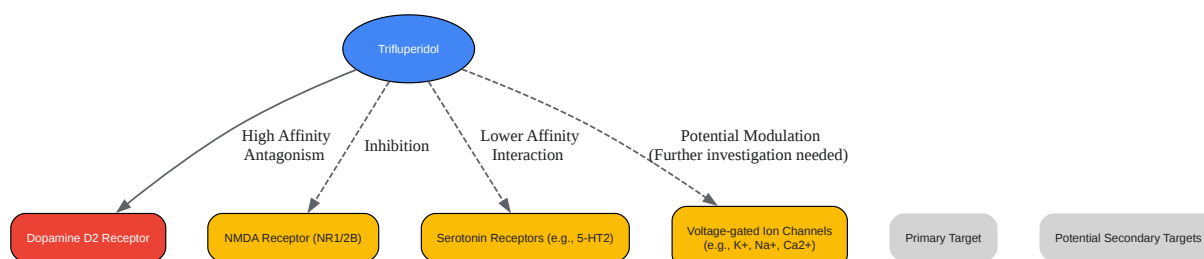 Trifluperidol
High Affinity
Antagonism
Inhibition
Lower Affinity
Interaction
Potential Modulation
(Further investigation needed)
Dopamine D2 Receptor
NMDA Receptor (NR1/2B)
Serotonin Receptors (e.g., 5-HT2)
Voltage-gated Ion Channels
(e.g., K+, Na+, Ca2+)
Primary Target
Potential Secondary Targets